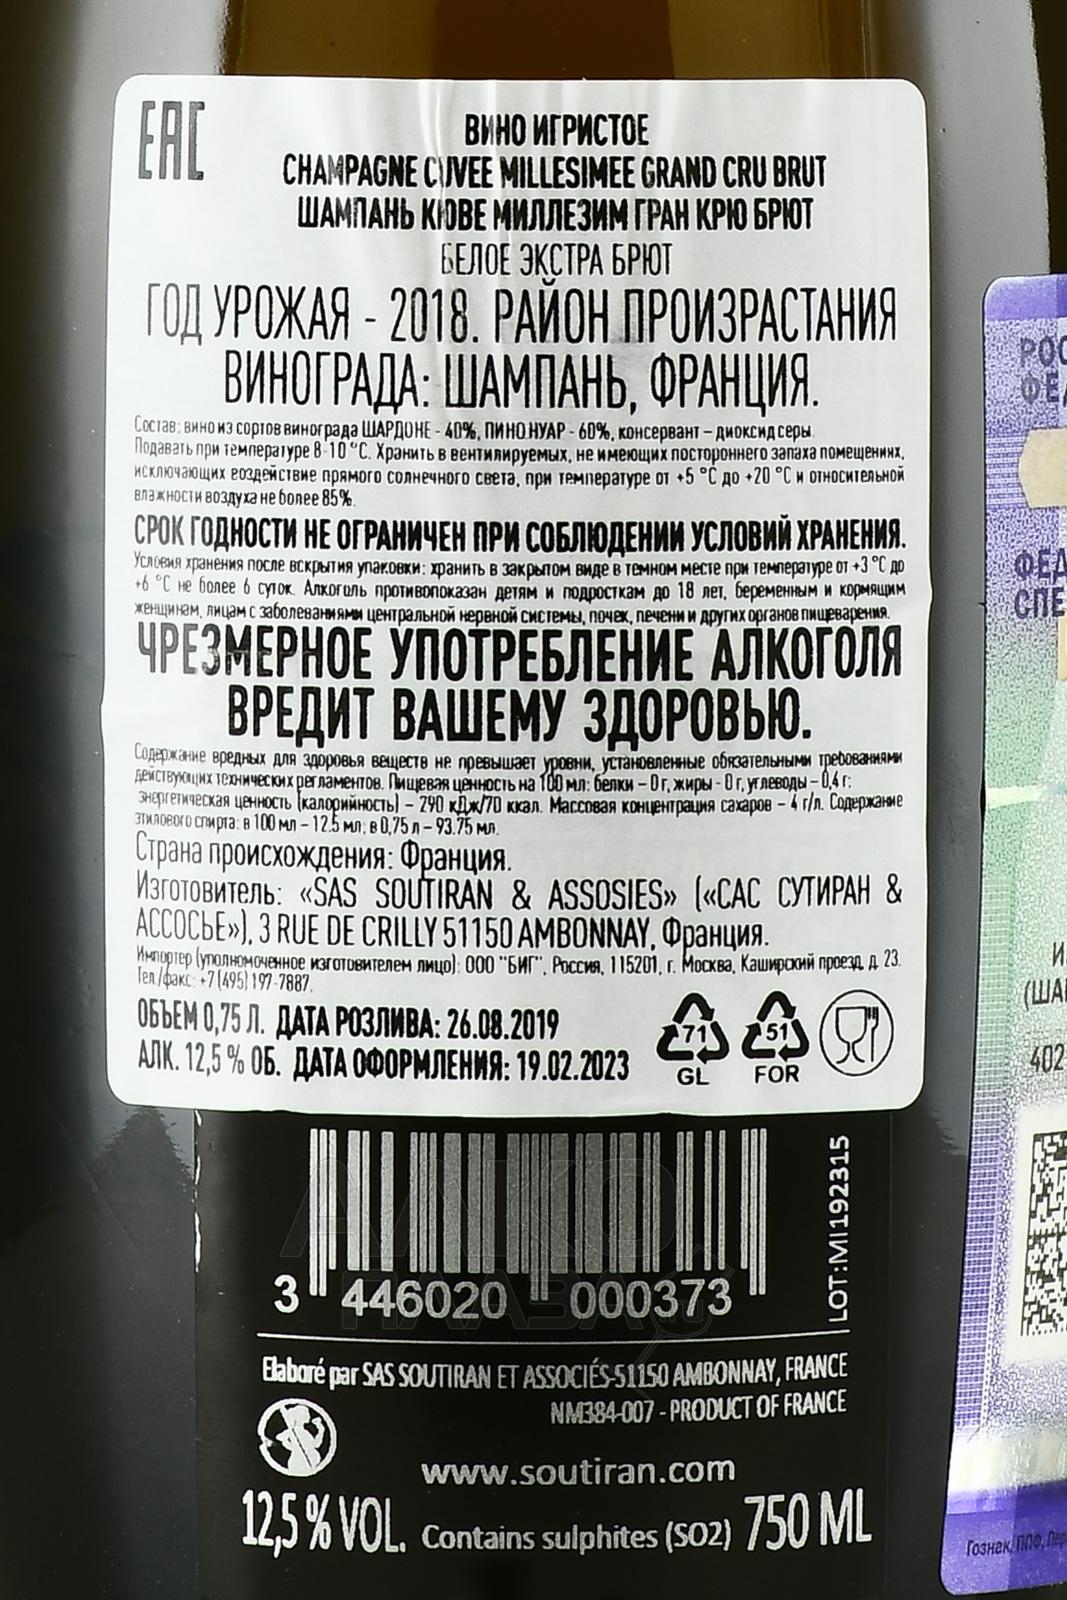 EAC
ВИНО ИГРИСТОЕ
CHAMPAGNE CUVEE MILLESIMEE GRAND CRU BRUT
ШАМПАНЬ КЮВЕ МИЛЛЕЗИМ ГРАН КРЮ БРЮТ
БЕЛОЕ ЭКСТРА БРЮТ
ГОД УРОЖАЯ - 2018. РАЙОН ПРОИЗРАСТАНИЯ
ВИНОГРАДА: ШАМПАНЬ, ФРАНЦИЯ.
Состав: вино из сортов винограда ШАРДОНЕ - 40%, ПИНО НУАР - 60%, консервант – диоксид серы.
Подавать при температуре 8-10 °C. Хранить в вентилируемых, не имеющих постороннего запаха помещениях,
исключающих воздействие прямого солнечного света, при температуре от +5 °C до +20 °C и относительной
влажности воздуха не более 85%.
СРОК ГОДНОСТИ НЕ ОГРАНИЧЕН ПРИ СОБЛЮДЕНИИ УСЛОВИЙ ХРАНЕНИЯ.
Условия хранения после вскрытия упаковки: хранить в закрытом виде в темном месте при температуре от +3 °C до
+6 °C не более 6 суток. Алкоголь противопоказан детям и подросткам до 18 лет, беременным и кормящим
женщинам, лицам с заболеваниями центральной нервной системы, почек, печени и других органов пищеварения.
ЧРЕЗМЕРНОЕ УПОТРЕБЛЕНИЕ АЛКОГОЛЯ
ВРЕДИТ ВАШЕМУ ЗДОРОВЬЮ.
Содержание вредных для здоровья веществ не превышает уровни, установленные обязательными требованиями
действующих технических регламентов. Пищевая ценность на 100 мл: белки – 0 г, жиры - 0 г, углеводы – 0,4 г;
энергетическая ценность (калорийность) – 290 кДж/70 ккал. Массовая концентрация сахаров – 4 г/л. Содержание
этилового спирта: в 100 мл – 12.5 мл; в 0,75 л – 93.75 мл.
Страна происхождения: Франция.
Изготовитель: «SAS SOUTIRAN & ASSOSIES» («САС СУТИРАН &
АССОСЬЕ»), 3 RUE DE CRILLY 51150 AMBONNAY, Франция.
Импортер (уполномоченное изготовителем лицо): ООО "БИГ", Россия, 115201, г. Москва, Каширский проезд, д. 23.
Тел./факс: +7 (495) 197-7887.
ОБЪЕМ 0,75 Л. ДАТА РОЗЛИВА: 26.08.2019
АЛК. 12,5 % ОБ. ДАТА ОФОРМЛЕНИЯ: 19.02.2023
71
GL
51
FOR
LOT:MI192315
3 446020 000373
Elaboré par SAS SOUTIRAN ET ASSOCIÉS-51150 AMBONNAY, FRANCE
NM384-007 - PRODUCT OF FRANCE
www.soutiran.com
12,5 % VOL. Contains sulphites (SO2) 750 ML
РОС
ФЕД
ФЕД
СПЕ
И
(ША
402
Гознак, ППФ, Пер